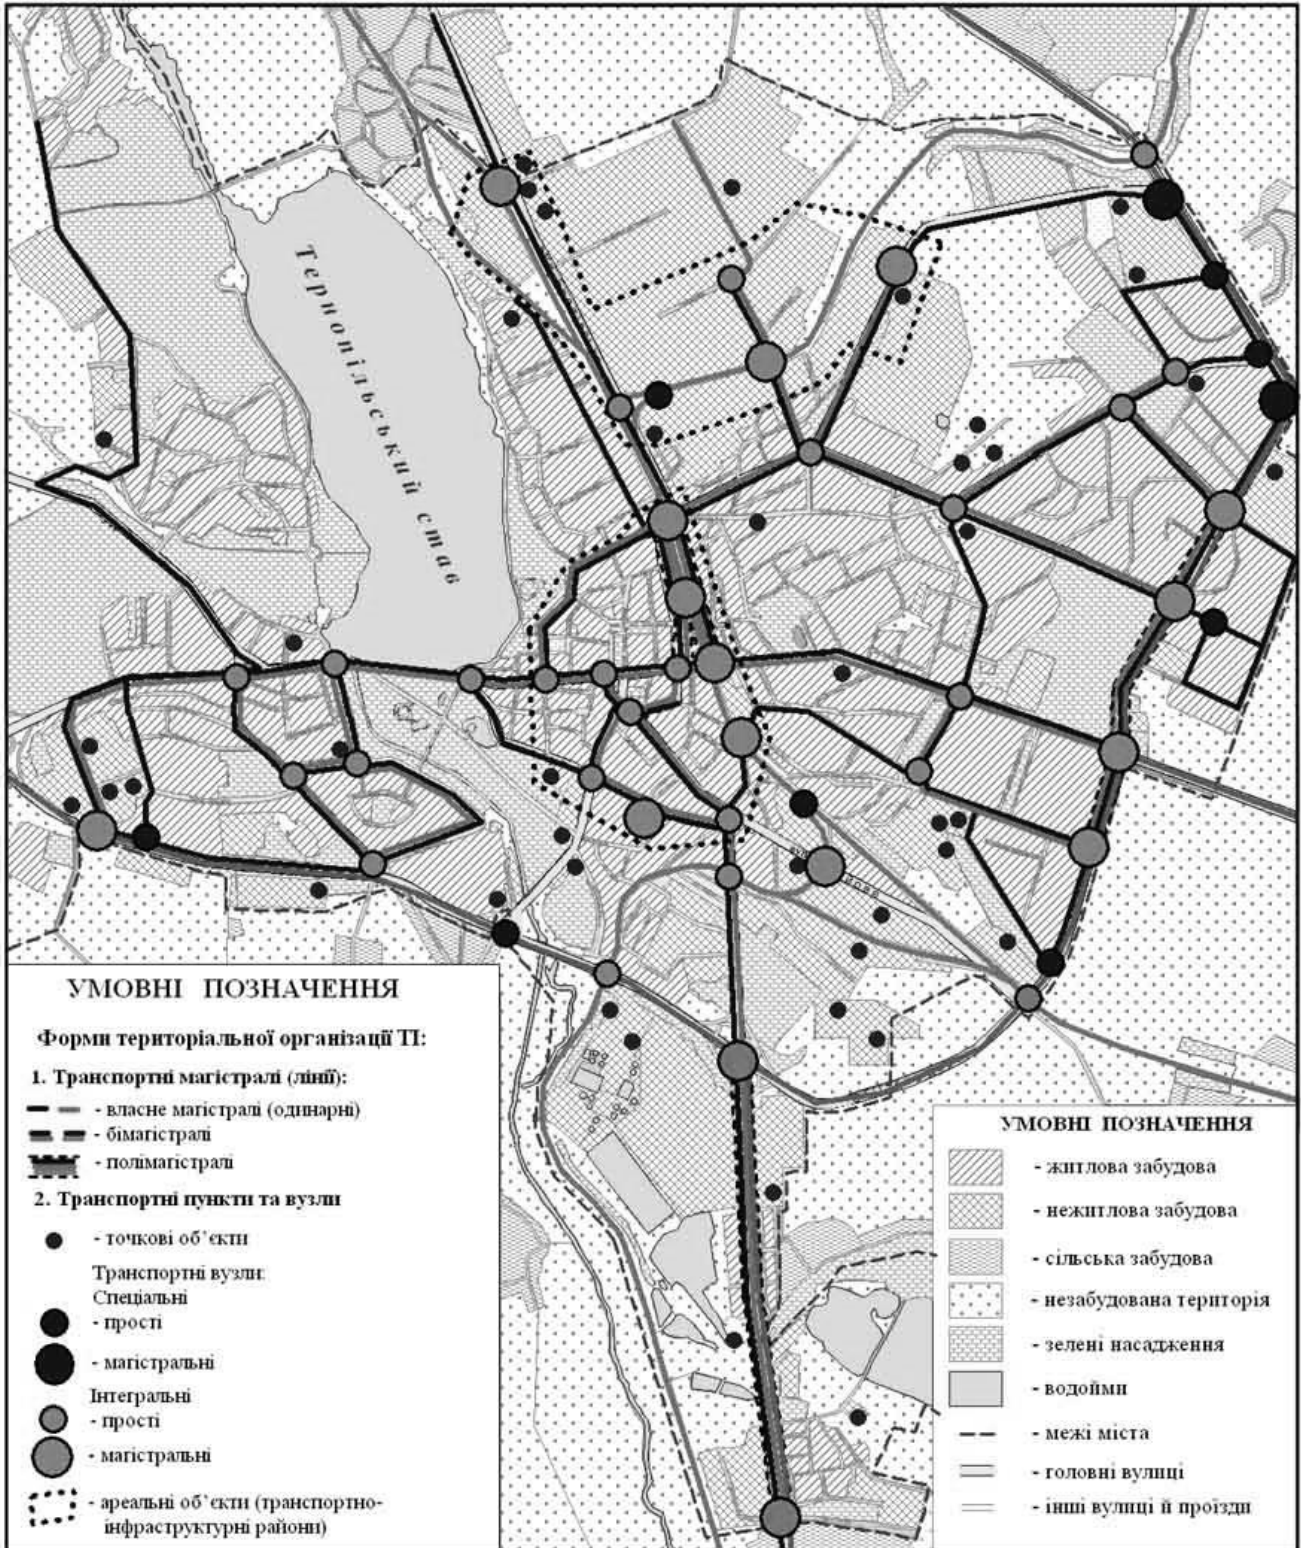 Тернопільський став
УМОВНІ ПОЗНАЧЕННЯ
Форми територіальної організації ТІ:
1. Транспортні магістралі (лінії):
- власне магістралі (одинарні)
- бімагістралі
- полімагістралі
2. Транспортні пункти та вузли
- точкові об’єкти
Транспортні вузли:
Спеціальні
- прості
- магістральні
Інтегральні
- прості
- магістральні
- ареальні об’єкти (транспортно-
інфраструктурні райони)
УМОВНІ ПОЗНАЧЕННЯ
- житлова забудова
- нежитлова забудова
- сільська забудова
- незабудована територія
- зелені насадження
- водойми
- межі міста
- головні вулиці
- інші вулиці й проїзди